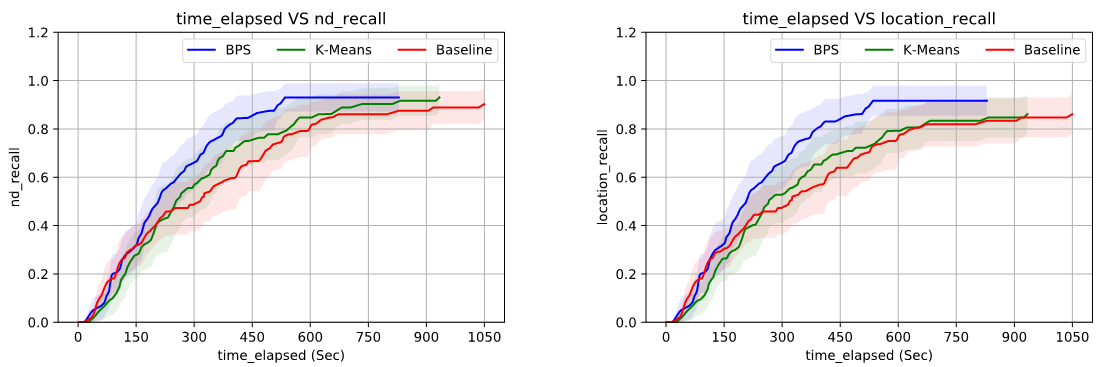 time_elapsed VS nd_recall
1.2
1.0
0.8
0.6
0.4
0.2
0.0
nd_recall
BPS K-Means Baseline
0 150 300 450 600 750 900 1050
time_elapsed (Sec)
time_elapsed VS location_recall
1.2
1.0
0.8
0.6
0.4
0.2
0.0
location_recall
BPS K-Means Baseline
0 150 300 450 600 750 900 1050
time_elapsed (Sec)